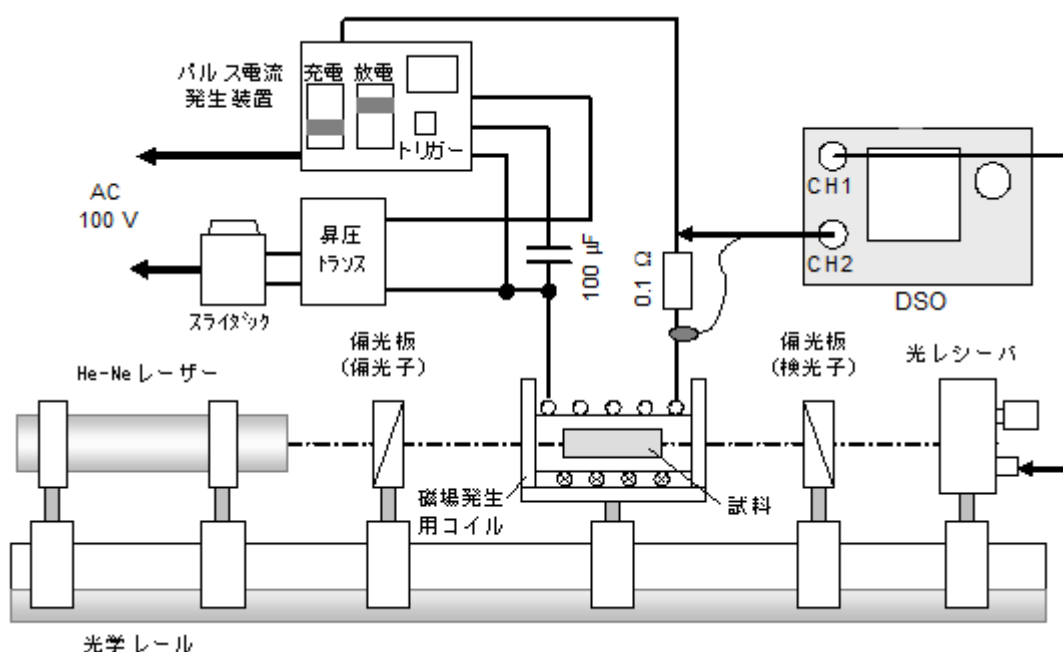 パルス電流
発生装置
充電 放電
トリガー
AC
100 V
昇圧
トランス
スライダック
100 μF
0.1 Ω
CH1
CH2
DSO
He-Neレーザー
偏光板
(偏光子)
偏光板
(検光子)
光レシーバ
磁場発生
用コイル
試料
光学レール